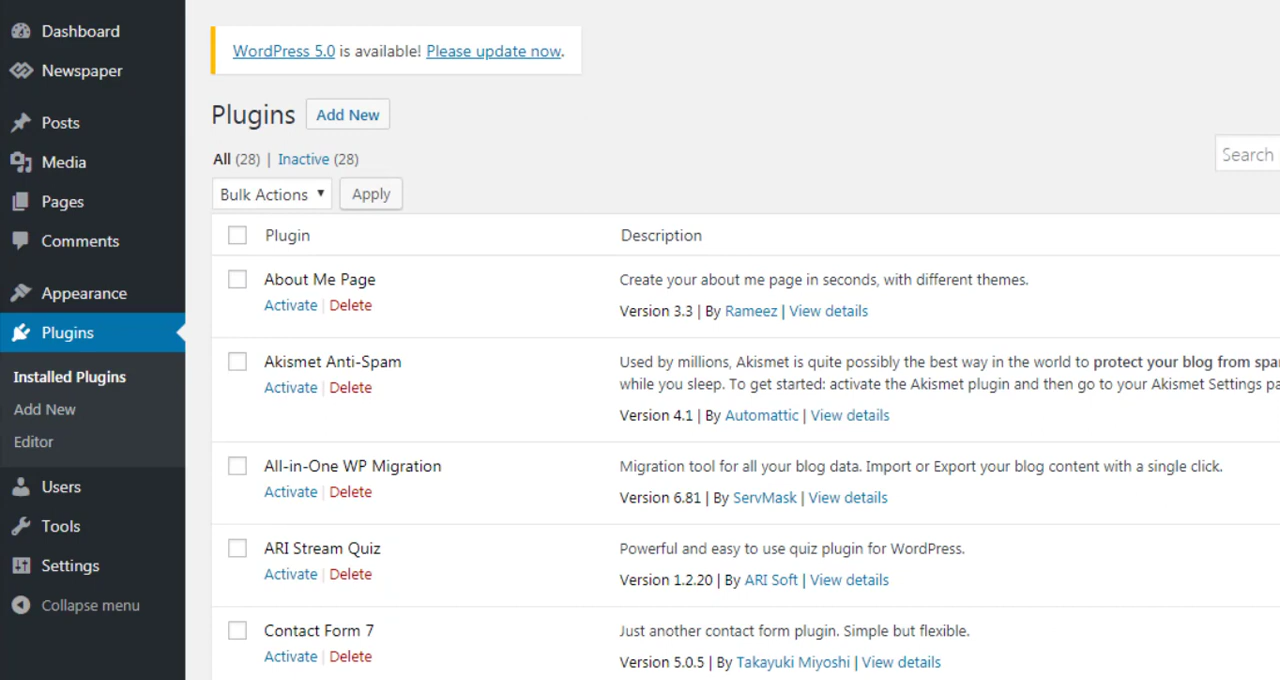 Dashboard
Newspaper
Posts
Media
Pages
Comments
Appearance
Plugins
Installed Plugins
Add New
Editor
Users
Tools
Settings
Collapse menu
WordPress 5.0 is available! Please update now.
Plugins Add New
All (28) | Inactive (28)
Search
Bulk Actions Apply
Plugin Description
About Me Page
Activate | Delete
Create your about me page in seconds, with different themes.
Version 3.3 | By Rameez | View details
Akismet Anti-Spam
Activate | Delete
Used by millions, Akismet is quite possibly the best way in the world to protect your blog from
while you sleep. To get started: activate the Akismet plugin and then go to your Akismet Settings
Version 4.1 | By Automattic | View details
All-in-One WP Migration
Activate | Delete
Migration tool for all your blog data. Import or Export your blog content with a single click.
Version 6.81 | By ServMask | View details
ARI Stream Quiz
Activate | Delete
Powerful and easy to use quiz plugin for WordPress.
Version 1.2.20 | By ARI Soft | View details
Contact Form 7
Activate | Delete
Just another contact form plugin. Simple but flexible.
Version 5.0.5 | By Takayuki Miyoshi | View details